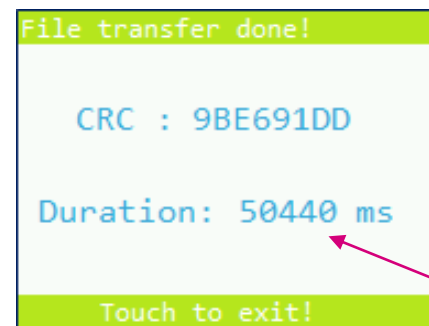 File transfer done!
CRC : 9BE691DD
Duration: 50440 ms
Touch to exit!